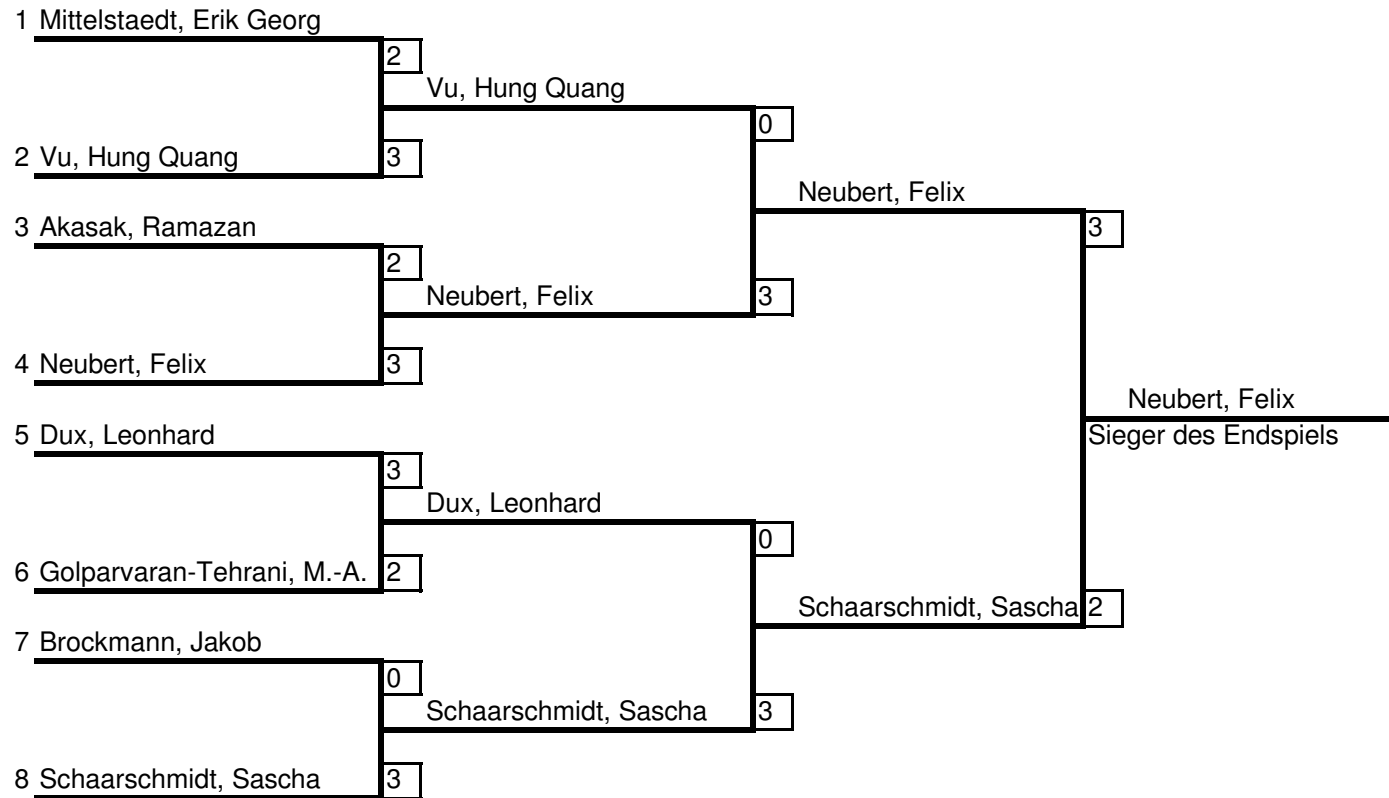 1 Mittelstaedt, Erik Georg
2
Vu, Hung Quang
0
2 Vu, Hung Quang
3
Neubert, Felix
3 Akasak, Ramazan
3
2
Neubert, Felix
3
4 Neubert, Felix
3
Neubert, Felix
5 Dux, Leonhard
Sieger des Endspiels
3
Dux, Leonhard
0
6 Golparvaran-Tehrani, M.-A.
2
Schaarschmidt, Sascha
2
7 Brockmann, Jakob
0
Schaarschmidt, Sascha
3
8 Schaarschmidt, Sascha
3